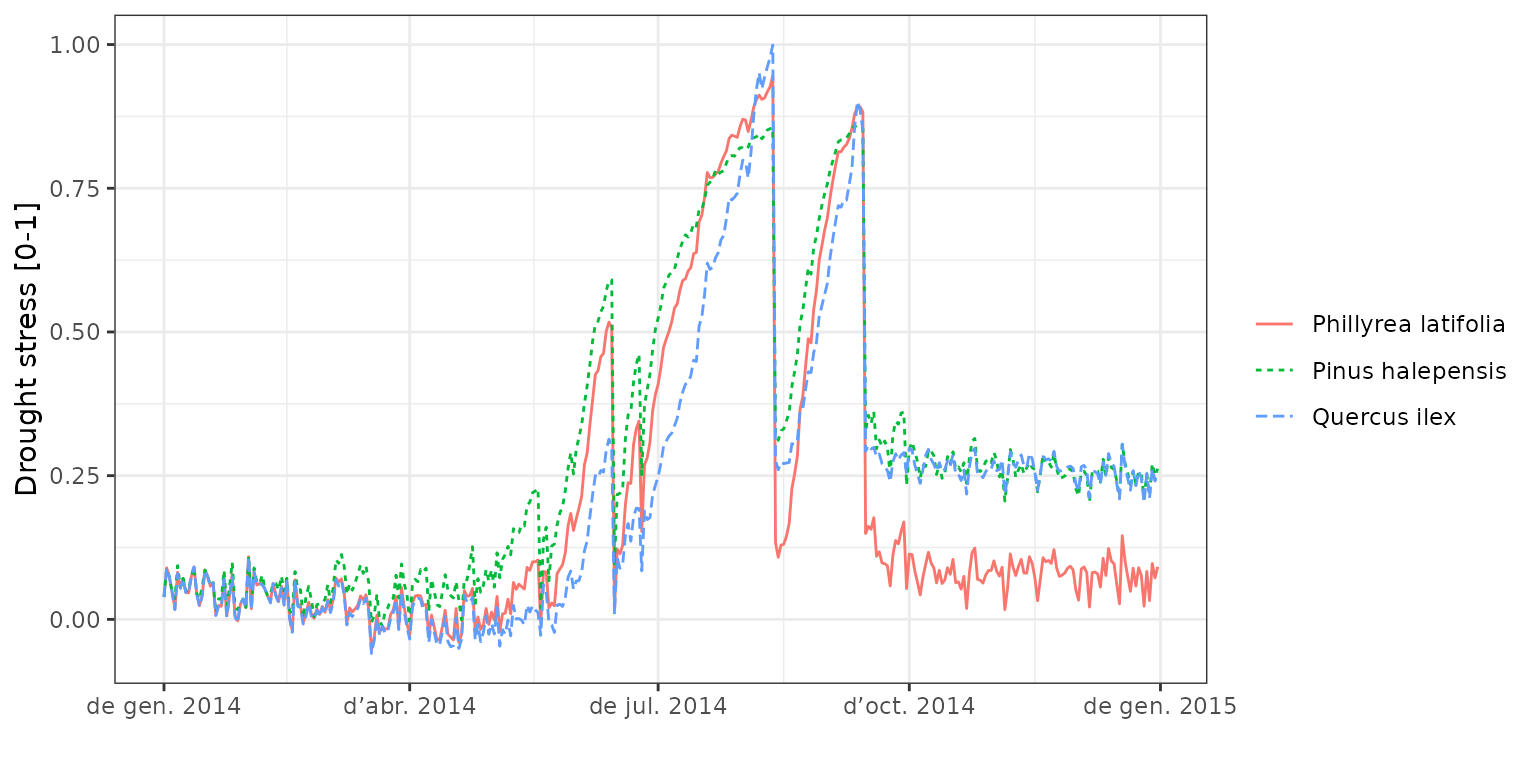 Drought stress [0-1]
1.00
0.75
0.50
0.25
0.00
de gen. 2014
d’abr. 2014
de jul. 2014
d’oct. 2014
de gen. 2015
Phillyrea latifolia
Pinus halepensis
Quercus ilex